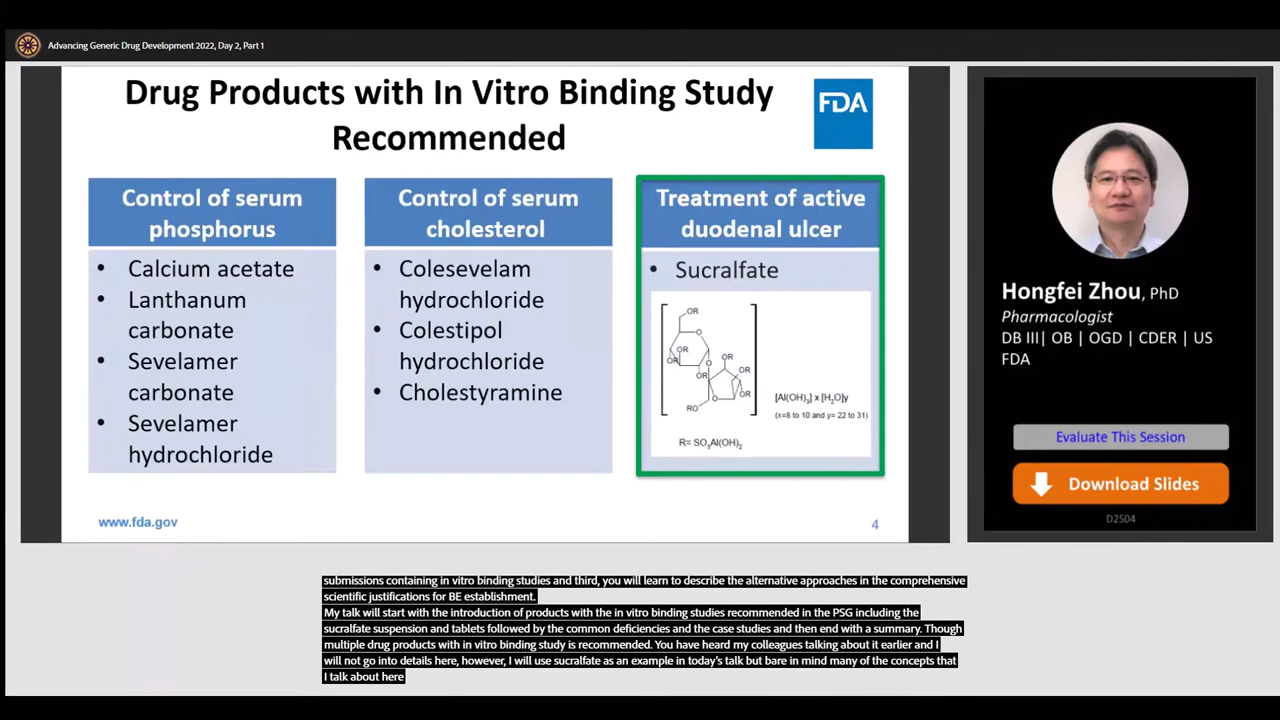 Advancing Generic Drug Development 2022, Day 2, Part 1
Drug Products with In Vitro Binding Study
Recommended
FDA
Control of serum
phosphorus
• Calcium acetate
• Lanthanum
carbonate
• Sevelamer
carbonate
• Sevelamer
hydrochloride
Control of serum
cholesterol
• Colesevelam
hydrochloride
• Colestipol
hydrochloride
• Cholestyramine
Treatment of active
duodenal ulcer
• Sucralfate
OR
O
OR
OR
OR
O
OR
OR
O
OR
RO
[Al(OH)3] x [H2O]y
(x=8 to 10 and y= 22 to 31)
R= SO3Al(OH)2
www.fda.gov
4
Hongfei Zhou, PhD
Pharmacologist
DB III| OB | OGD | CDER | US
FDA
Evaluate This Session
Download Slides
D2S04
submissions containing in vitro binding studies and third, you will learn to describe the alternative approaches in the comprehensive
scientific justifications for BE establishment.
My talk will start with the introduction of products with the in vitro binding studies recommended in the PSG including the
sucralfate suspension and tablets followed by the common deficiencies and the case studies and then end with a summary. Though
multiple drug products with in vitro binding study is recommended. You have heard my colleagues talking about it earlier and I
will not go into details here, however, I will use sucralfate as an example in today's talk but bare in mind many of the concepts that
I talk about here